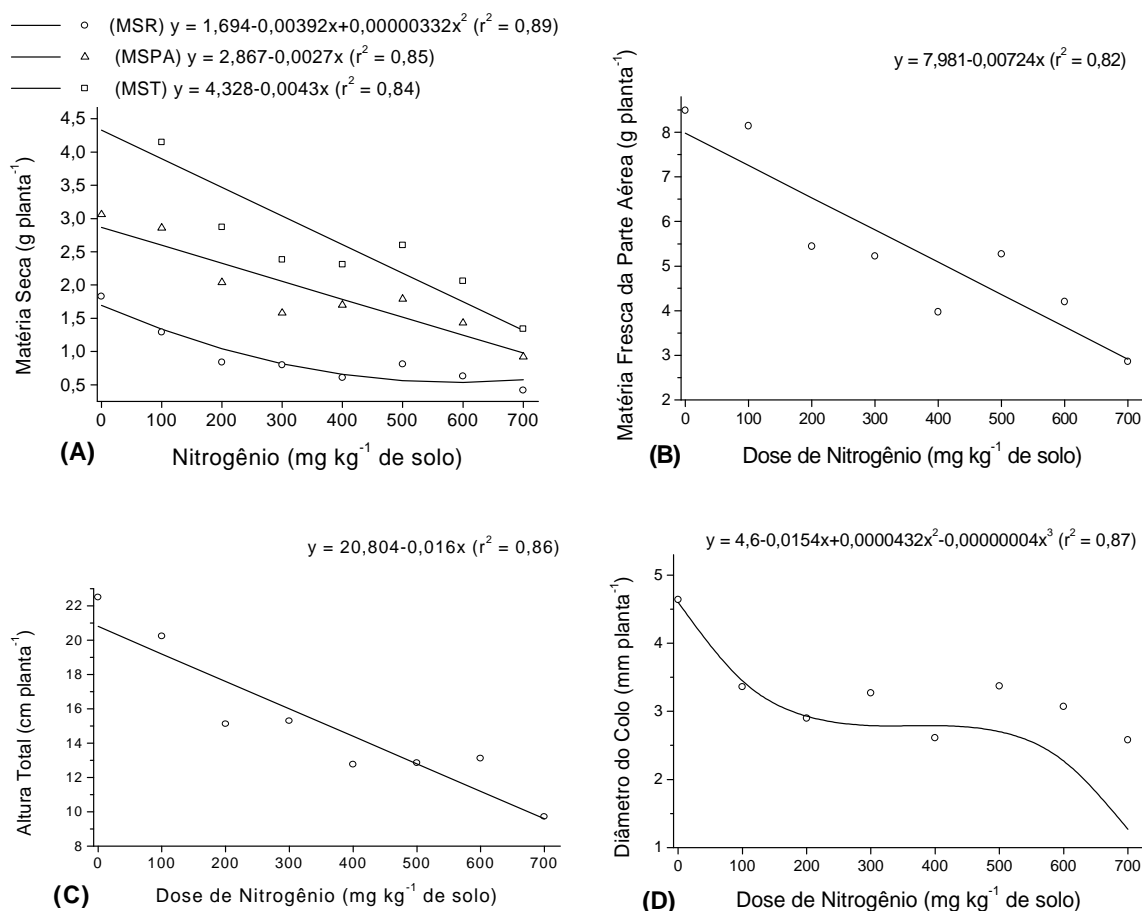 (MSR) y = 1,694-0,00392x+0,00000332x² (r² = 0,89)
(MSPA) y = 2,867-0,0027x (r² = 0,85)
(MST) y = 4,328-0,0043x (r² = 0,84)
4,5
4,0
3,5
3,0
2,5
2,0
1,5
1,0
0,5
Matéria Seca (g planta⁻¹)
0 100 200 300 400 500 600 700
(A) Nitrogênio (mg kg⁻¹ de solo)
y = 7,981-0,00724x (r² = 0,82)
8
7
6
5
4
3
2
Matéria Fresca da Parte Aérea (g planta⁻¹)
0 100 200 300 400 500 600 700
(B) Dose de Nitrogênio (mg kg⁻¹ de solo)
y = 20,804-0,016x (r² = 0,86)
22
20
18
16
14
12
10
8
Altura Total (cm planta⁻¹)
0 100 200 300 400 500 600 700
(C) Dose de Nitrogênio (mg kg⁻¹ de solo)
y = 4,6-0,0154x+0,0000432x²-0,00000004x³ (r² = 0,87)
5
4
3
2
1
Diâmetro do Colo (mm planta⁻¹)
0 100 200 300 400 500 600 700
(D) Dose de Nitrogênio (mg kg⁻¹ de solo)